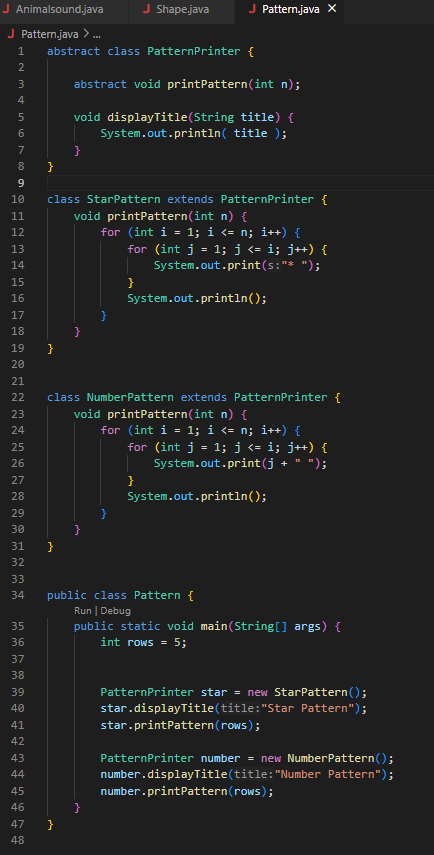 Animalsound.java Shape.java Pattern.java
Pattern.java > ...
1 abstract class PatternPrinter {
2
3     abstract void printPattern(int n);
4
5     void displayTitle(String title) {
6         System.out.println( title );
7     }
8 }
9
10 class StarPattern extends PatternPrinter {
11     void printPattern(int n) {
12         for (int i = 1; i <= n; i++) {
13             for (int j = 1; j <= i; j++) {
14                 System.out.print(s:"* ");
15             }
16             System.out.println();
17         }
18     }
19 }
20
21
22 class NumberPattern extends PatternPrinter {
23     void printPattern(int n) {
24         for (int i = 1; i <= n; i++) {
25             for (int j = 1; j <= i; j++) {
26                 System.out.print(j + " ");
27             }
28             System.out.println();
29         }
30     }
31 }
32
33
34 public class Pattern {
Run | Debug
35     public static void main(String[] args) {
36         int rows = 5;
37
38
39         PatternPrinter star = new StarPattern();
40         star.displayTitle(title:"Star Pattern");
41         star.printPattern(rows);
42
43         PatternPrinter number = new NumberPattern();
44         number.displayTitle(title:"Number Pattern");
45         number.printPattern(rows);
46     }
47 }
48